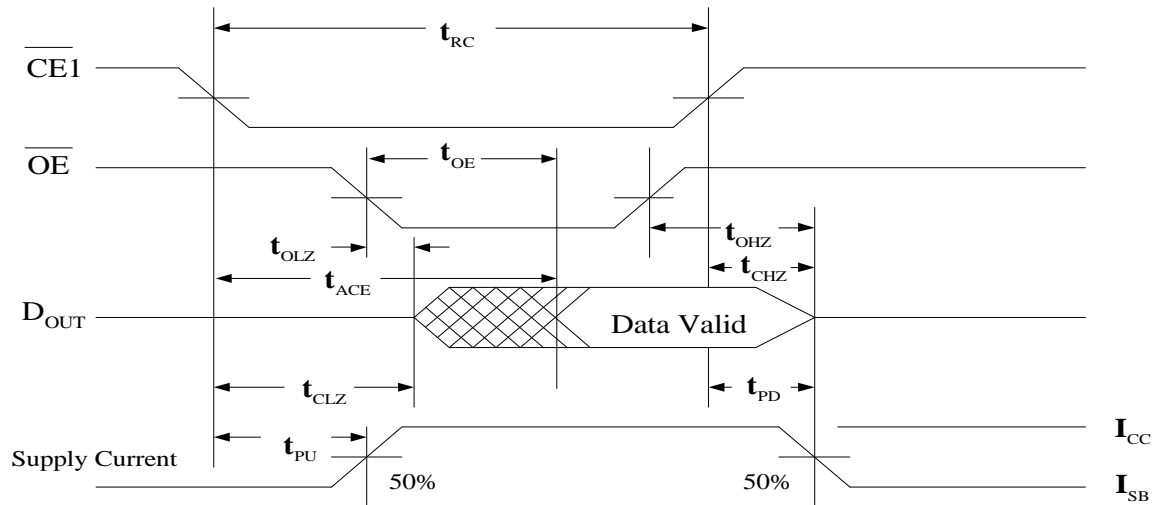 tRC
CE1
OE
tOE
tOLZ
tOHZ
tACE
tCHZ
DOUT
Data Valid
tCLZ
tPD
tPU
ICC
Supply Current
50%
50%
ISB